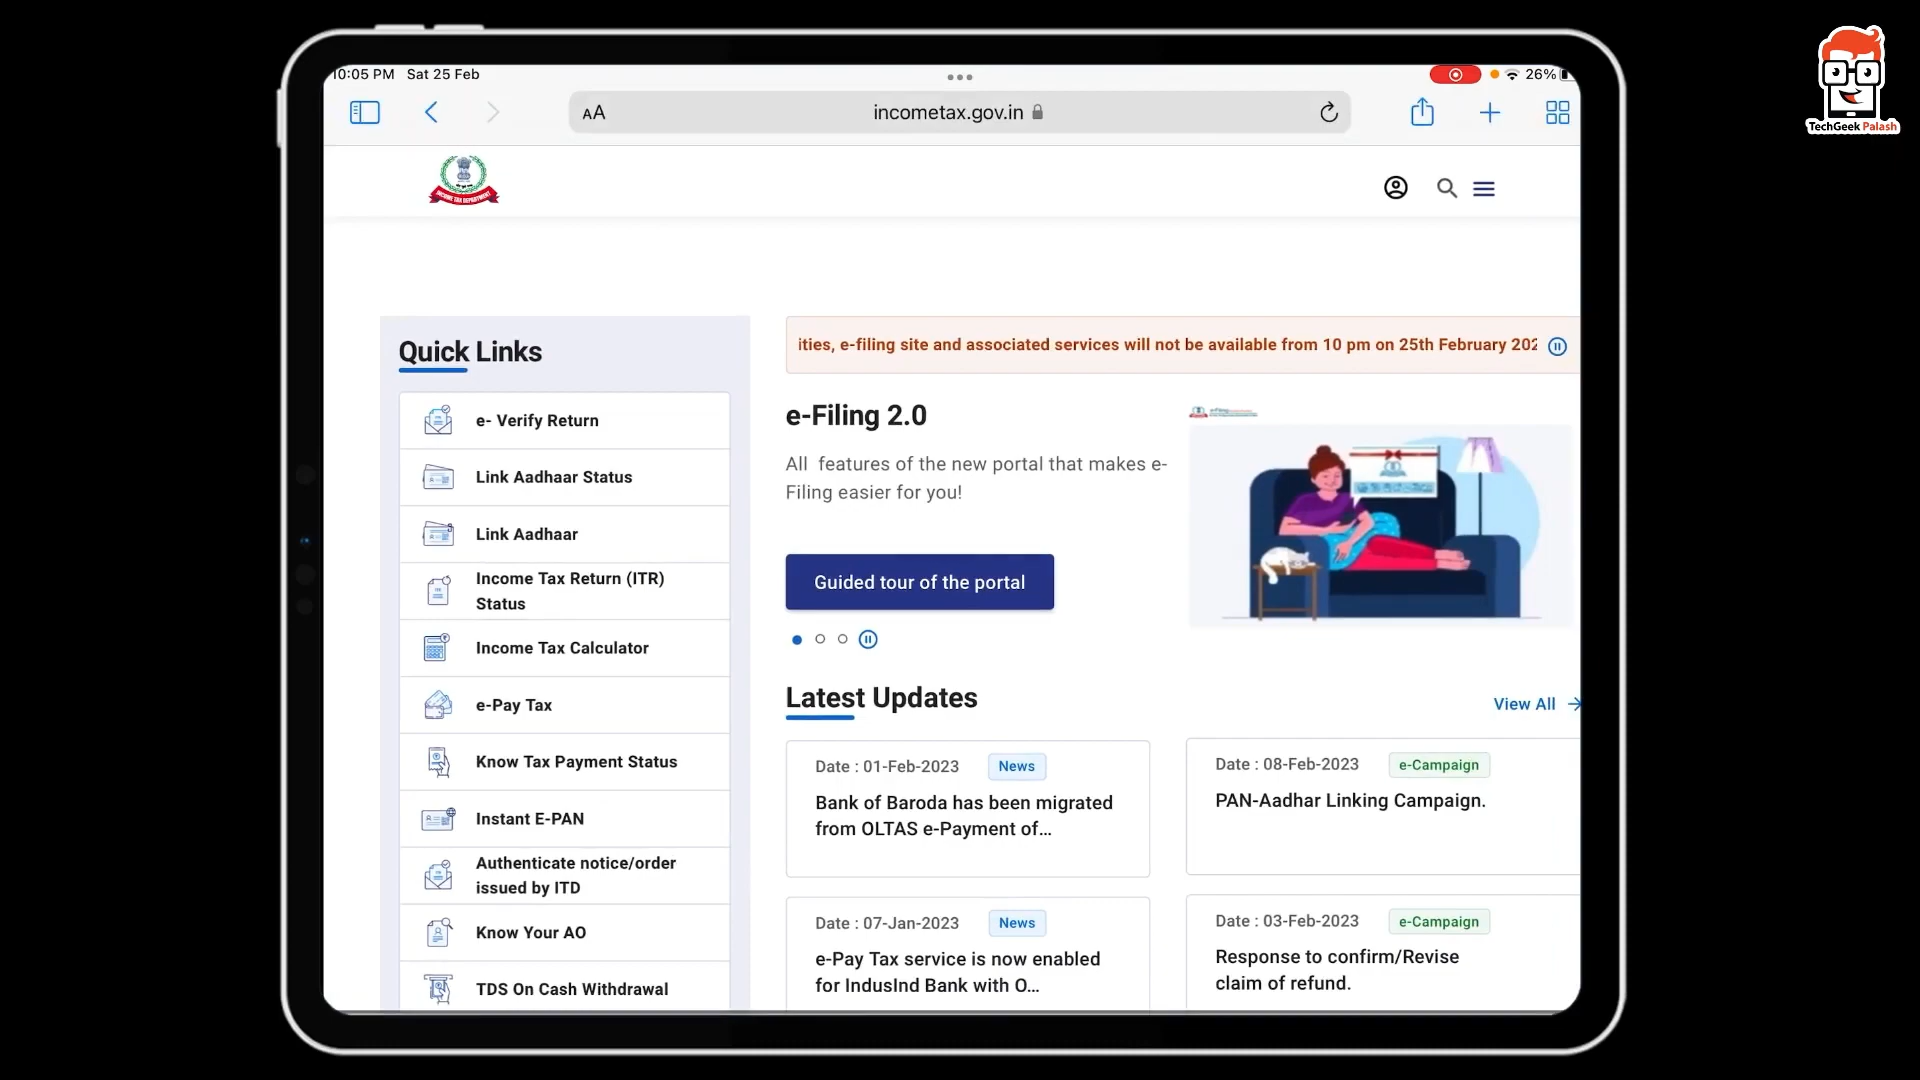 10:05 PM Sat 25 Feb
26%
AA
incometax.gov.in
INCOME TAX DEPARTMENT
TechGeek Palash
Quick Links
e- Verify Return
Link Aadhaar Status
Link Aadhaar
Income Tax Return (ITR)
Status
Income Tax Calculator
e-Pay Tax
Know Tax Payment Status
Instant E-PAN
Authenticate notice/order
issued by ITD
Know Your AO
TDS On Cash Withdrawal
ities, e-filing site and associated services will not be available from 10 pm on 25th February 202
e-Filing 2.0
All features of the new portal that makes e-
Filing easier for you!
Guided tour of the portal
Latest Updates
View All
Date : 01-Feb-2023 News
Bank of Baroda has been migrated
from OLTAS e-Payment of...
Date : 08-Feb-2023 e-Campaign
PAN-Aadhar Linking Campaign.
Date : 07-Jan-2023 News
e-Pay Tax service is now enabled
for IndusInd Bank with O...
Date : 03-Feb-2023 e-Campaign
Response to confirm/Revise
claim of refund.